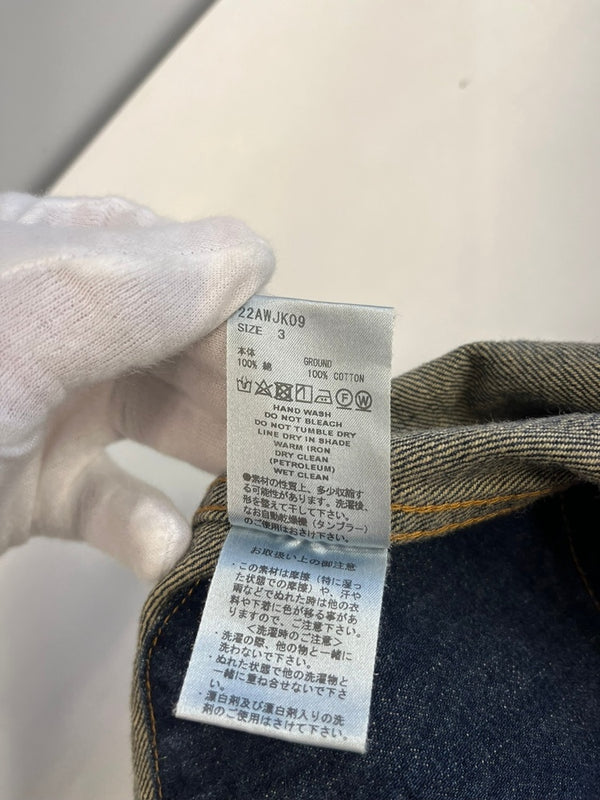 22AWJK09
SIZE 3
本体 GROUND
100% 綿 100% COTTON
F W
HAND WASH
DO NOT BLEACH
DO NOT TUMBLE DRY
LINE DRY IN SHADE
WARM IRON
DRY CLEAN
(PETROLEUM)
WET CLEAN
●素材の性質上、多少収縮す
る可能性があります。洗濯後、
形を整えて干して下さい。
なお自動乾燥機（タンブラー）
のご使用はおさけ下さい。
お取扱い上の御注意
・この素材は摩擦（特に湿っ
た状態での摩擦）や、汗や
雨などでぬれた時は他の衣
料や下着に色が移る事があ
りますので、ご注意下さい。
＜洗濯時のご注意＞
・洗濯の際、他の物と一緒に
洗わないで下さい。
・ぬれた状態で他の洗濯物と
一緒に重ね合せないで下さ
い。
・漂白剤及び漂白剤入りの洗
剤のご使用はさけて下さい。